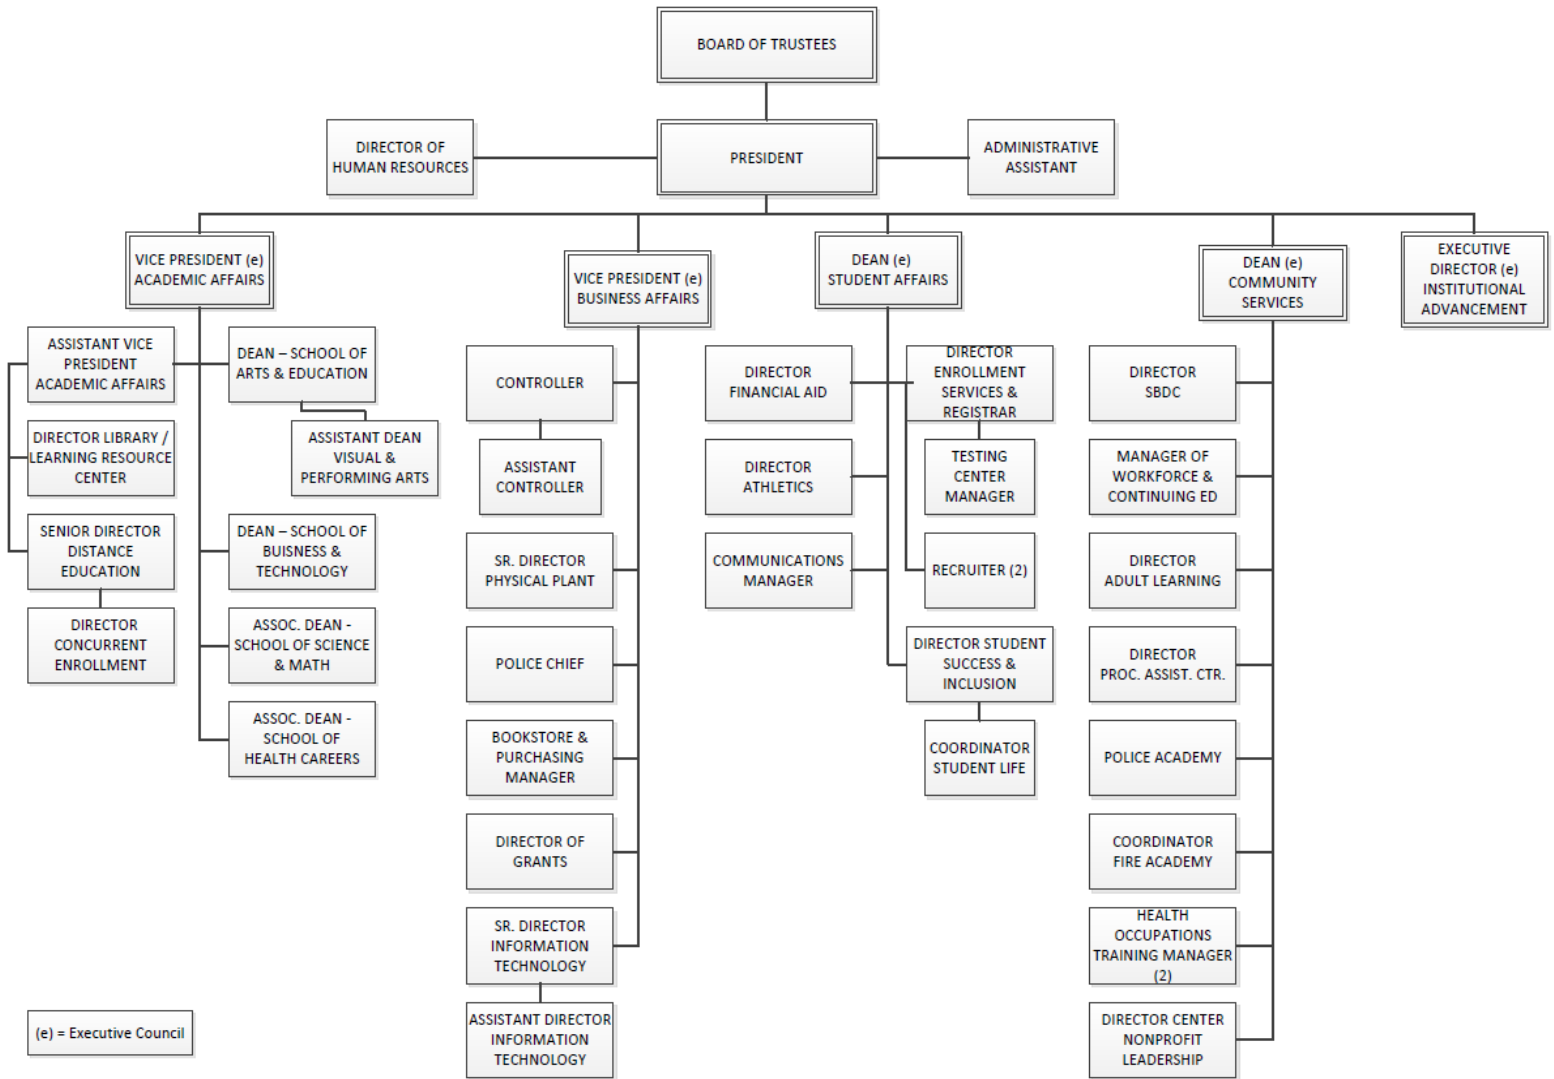 BOARD OF TRUSTEES
DIRECTOR OF
HUMAN RESOURCES
PRESIDENT
ADMINISTRATIVE
ASSISTANT
VICE PRESIDENT (e)
ACADEMIC AFFAIRS
VICE PRESIDENT (e)
BUSINESS AFFAIRS
DEAN (e)
STUDENT AFFAIRS
DEAN (e)
COMMUNITY
SERVICES
EXECUTIVE
DIRECTOR (e)
INSTITUTIONAL
ADVANCEMENT
ASSISTANT VICE
PRESIDENT
ACADEMIC AFFAIRS
DIRECTOR LIBRARY /
LEARNING RESOURCE
CENTER
SENIOR DIRECTOR
DISTANCE
EDUCATION
DIRECTOR
CONCURRENT
ENROLLMENT
DEAN – SCHOOL OF
ARTS & EDUCATION
ASSISTANT DEAN
VISUAL &
PERFORMING ARTS
DEAN – SCHOOL OF
BUISNESS &
TECHNOLOGY
ASSOC. DEAN -
SCHOOL OF SCIENCE
& MATH
ASSOC. DEAN -
SCHOOL OF
HEALTH CAREERS
CONTROLLER
ASSISTANT
CONTROLLER
SR. DIRECTOR
PHYSICAL PLANT
POLICE CHIEF
BOOKSTORE &
PURCHASING
MANAGER
DIRECTOR OF
GRANTS
SR. DIRECTOR
INFORMATION
TECHNOLOGY
ASSISTANT DIRECTOR
INFORMATION
TECHNOLOGY
DIRECTOR
FINANCIAL AID
DIRECTOR
ATHLETICS
COMMUNICATIONS
MANAGER
DIRECTOR
ENROLLMENT
SERVICES &
REGISTRAR
TESTING
CENTER
MANAGER
RECRUITER (2)
DIRECTOR STUDENT
SUCCESS &
INCLUSION
COORDINATOR
STUDENT LIFE
DIRECTOR
SBDC
MANAGER OF
WORKFORCE &
CONTINUING ED
DIRECTOR
ADULT LEARNING
DIRECTOR
PROC. ASSIST. CTR.
POLICE ACADEMY
COORDINATOR
FIRE ACADEMY
HEALTH
OCCUPATIONS
TRAINING MANAGER
(2)
DIRECTOR CENTER
NONPROFIT
LEADERSHIP
(e) = Executive Council